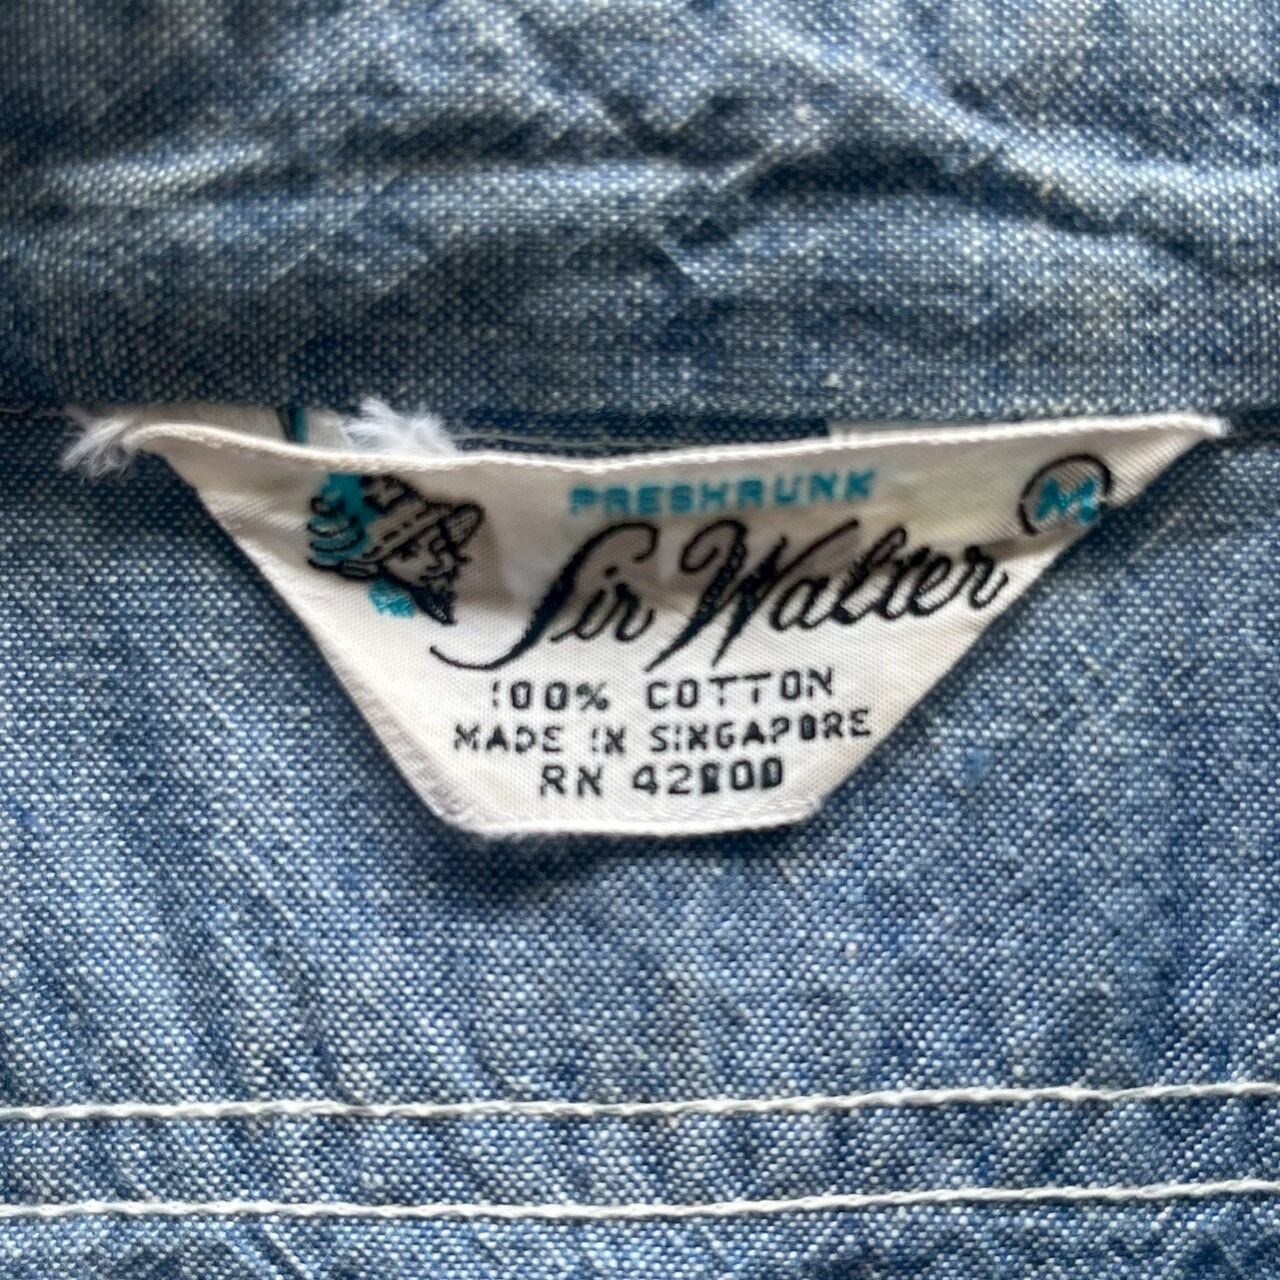 PRESHRUNK
M
Sir Walter
100% COTTON
MADE IN SINGAPORE